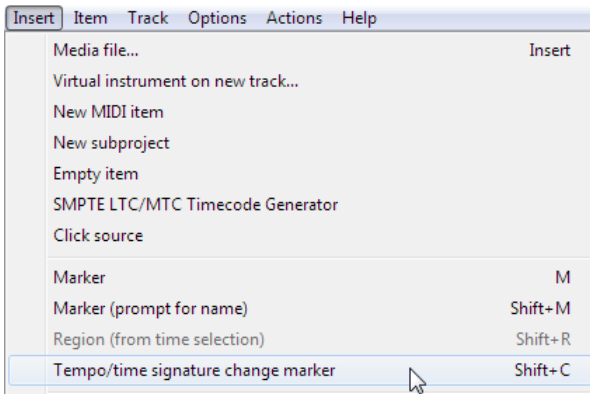 Insert Item Track Options Actions Help
Media file... Insert
Virtual instrument on new track...
New MIDI item
New subproject
Empty item
SMPTE LTC/MTC Timecode Generator
Click source
Marker M
Marker (prompt for name) Shift+M
Region (from time selection) Shift+R
Tempo/time signature change marker Shift+C